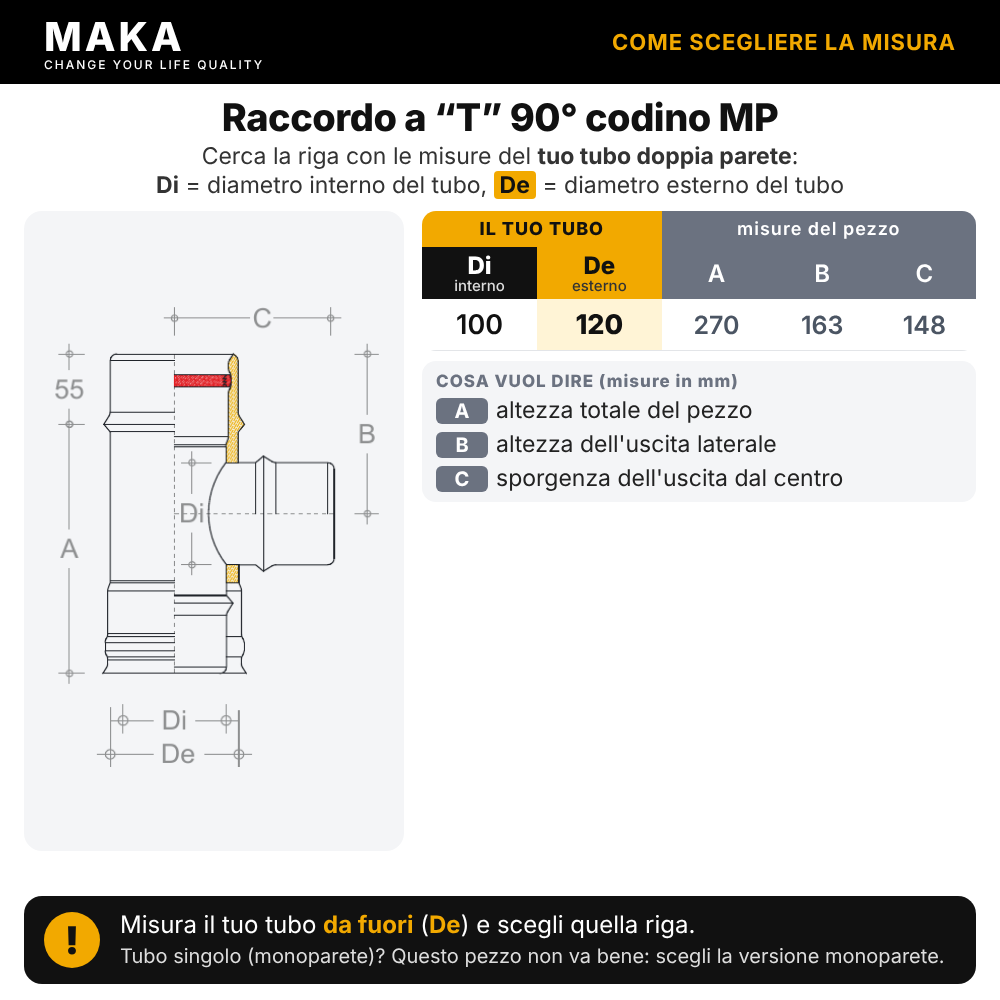 MAKA
CHANGE YOUR LIFE QUALITY
COME SCEGLIERE LA MISURA
Raccordo a “T” 90° codino MP
Cerca la riga con le misure del tuo tubo doppia parete:
Di = diametro interno del tubo, De = diametro esterno del tubo
C
55
B
Di
A
Di
De
IL TUO TUBO
misure del pezzo
Di
interno
De
esterno
A B C
100 120 270 163 148
COSA VUOL DIRE (misure in mm)
A altezza totale del pezzo
B altezza dell'uscita laterale
C sporgenza dell'uscita dal centro
! Misura il tuo tubo da fuori (De) e scegli quella riga.
Tubo singolo (monoparete)? Questo pezzo non va bene: scegli la versione monoparete.